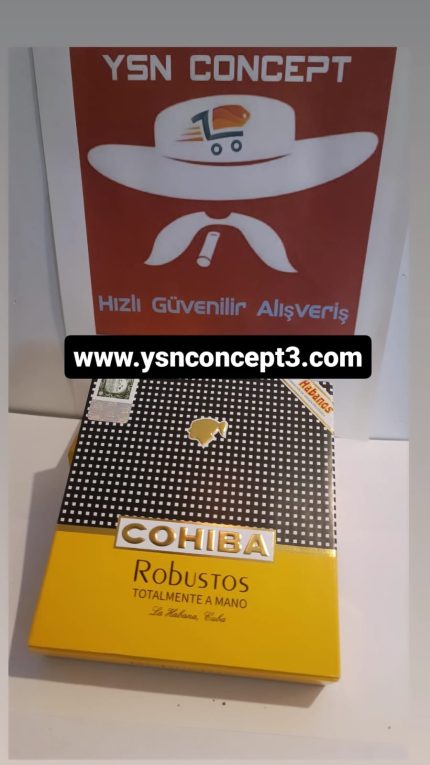 YSN CONCEPT
Hızlı Güvenilir Alışveriş
www.ysnconcept3.com
Habanos
COHIBA
Robustos
TOTALMENTE A MANO
La Habana, Cuba